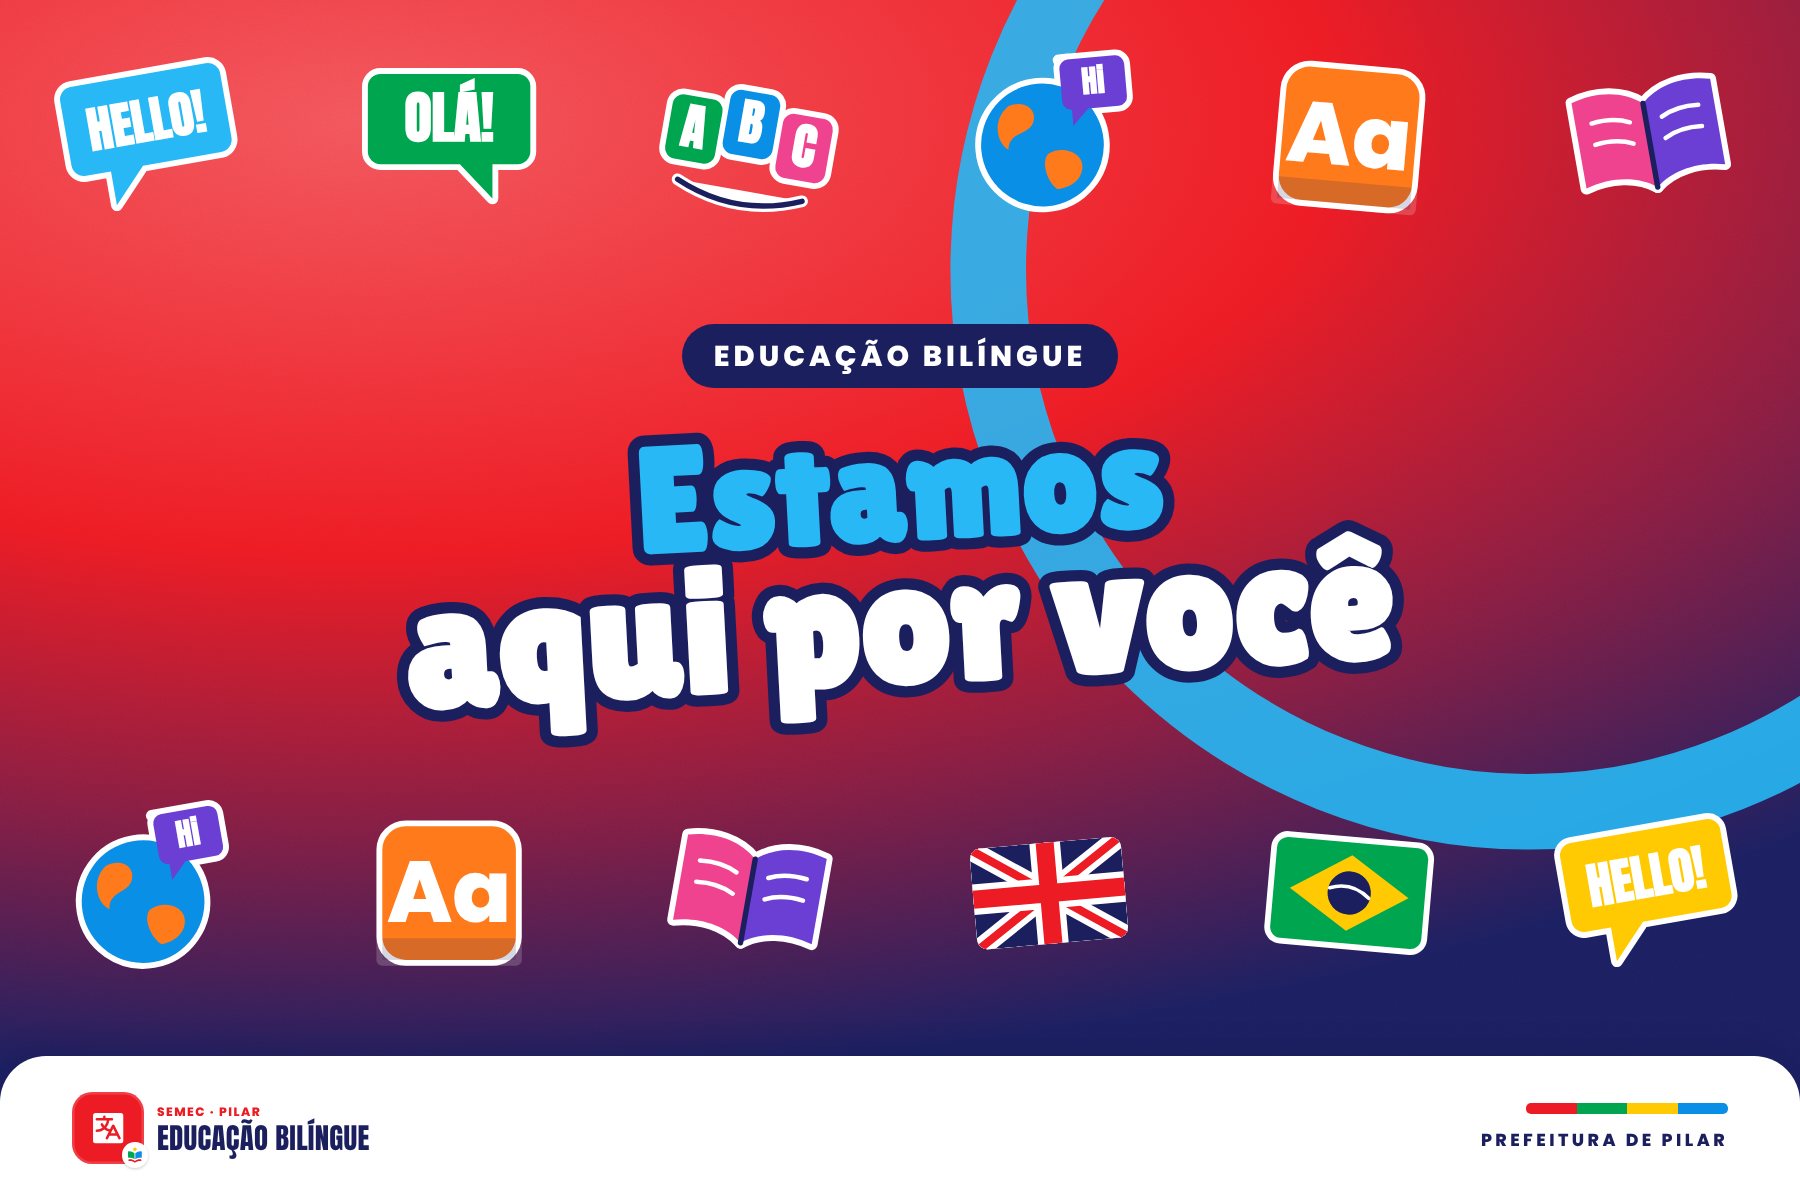 HELLO!
OLÁ!
A B C
Hi
Aa
EDUCAÇÃO BILÍNGUE
Estamos
aqui por você
Hi
Aa
HELLO!
SEMEC · PILAR
EDUCAÇÃO BILÍNGUE
PREFEITURA DE PILAR